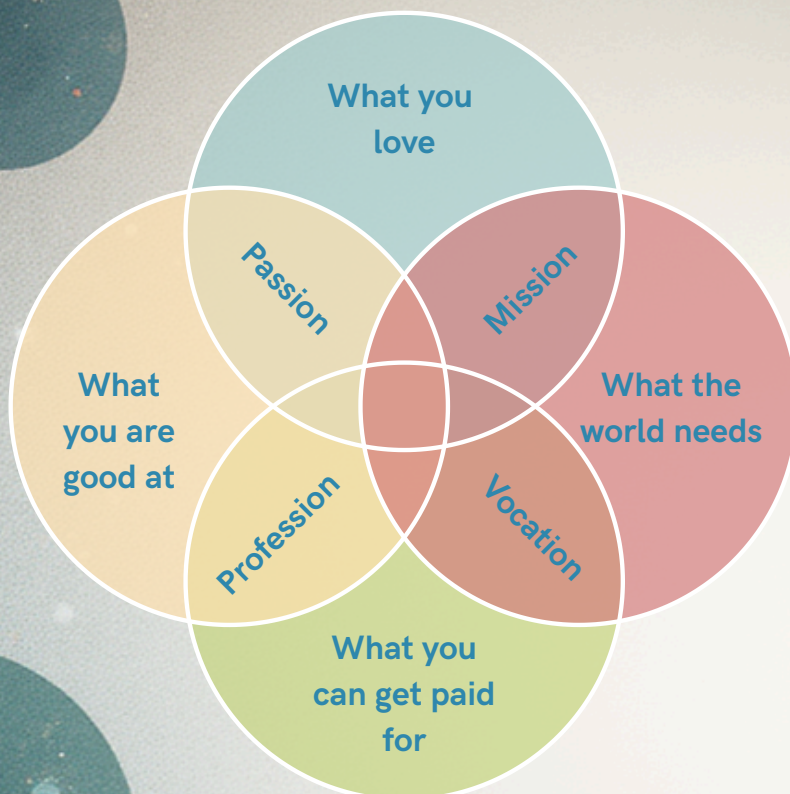 What you
love
Passion
Mission
What
you are
good at
What the
world needs
Profession
Vocation
What you
can get paid
for